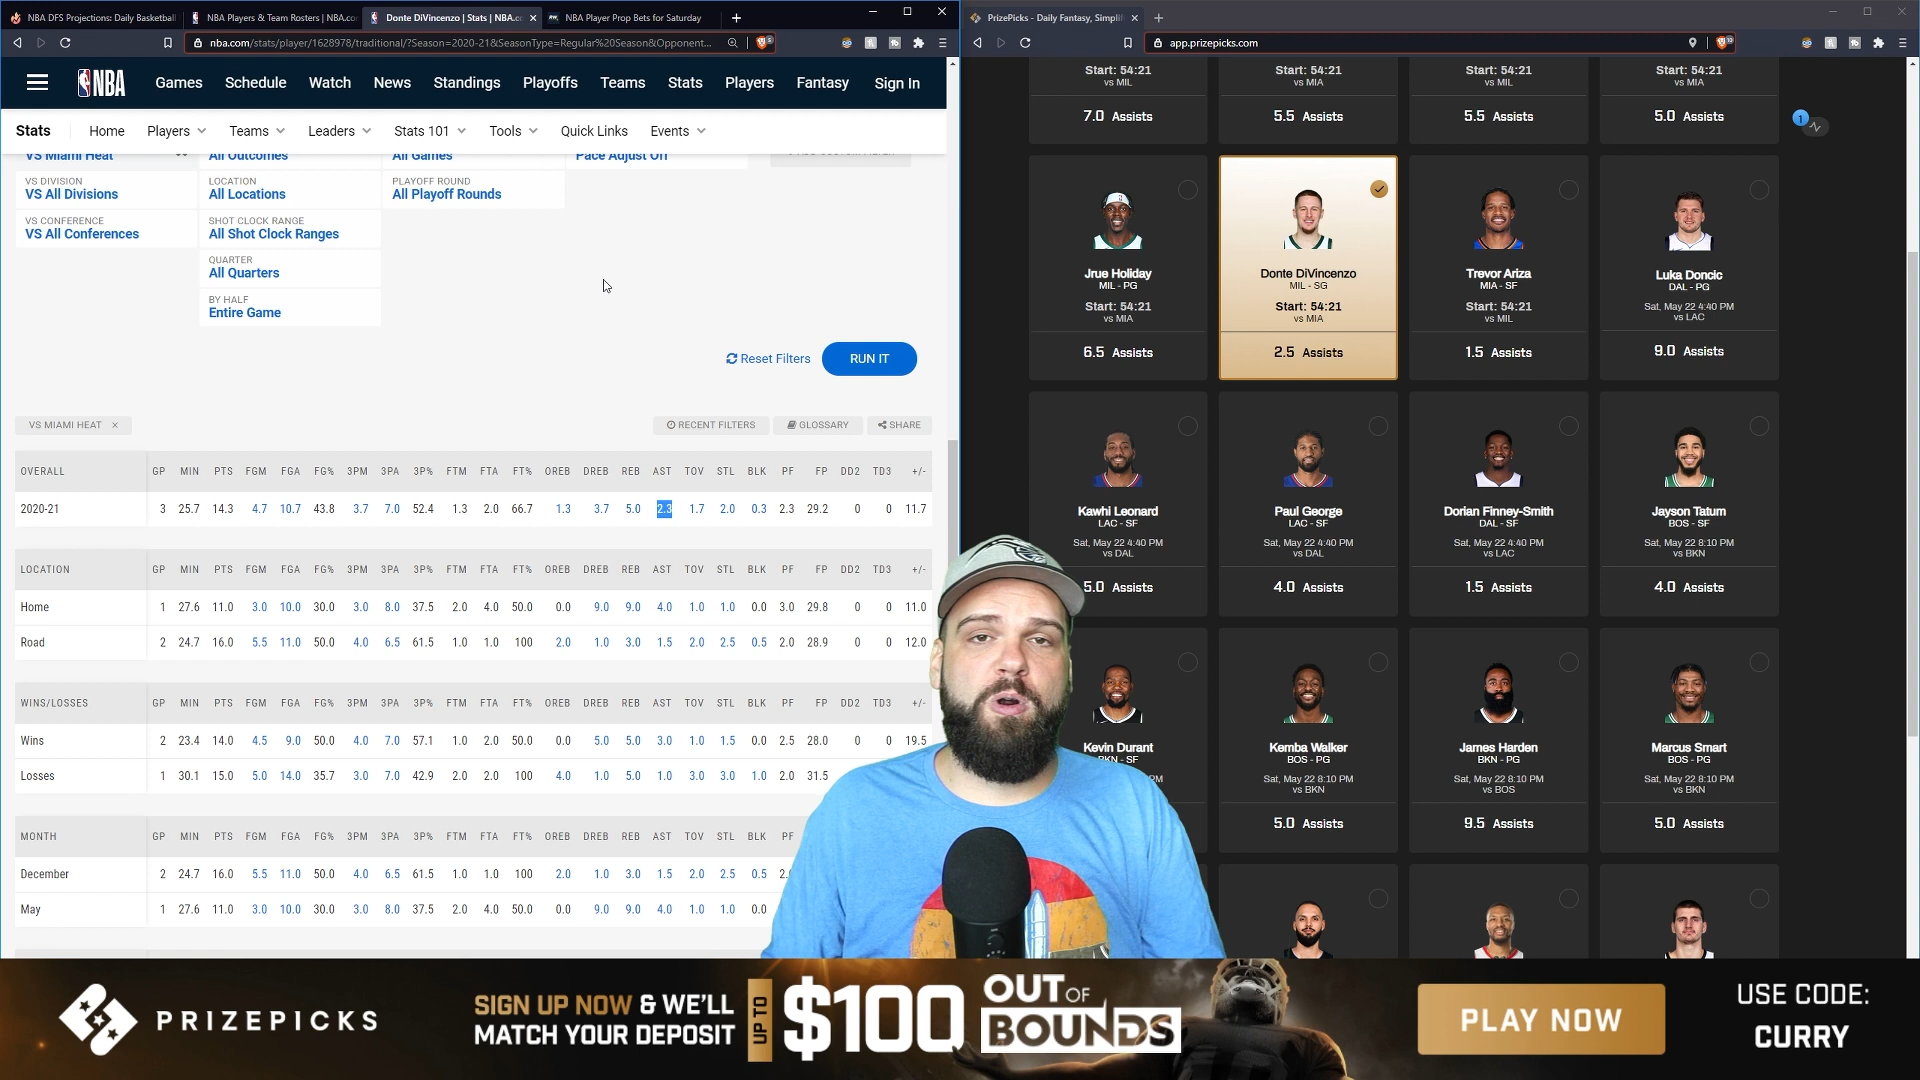 NBA DFS Projections: Daily Basketball
NBA Players & Team Rosters | NBA.co
Donte DiVincenzo | Stats | NBA.c
NBA Player Prop Bets for Saturday
nba.com/stats/player/1628978/traditional/?Season=2020-21&SeasonType=Regular%20Season&Opponent...
NBA
Games Schedule Watch News Standings Playoffs Teams Stats Players Fantasy Sign In
Stats Home Players Teams Leaders Stats 101 Tools Quick Links Events
VS Miami Heat All Outcomes All Games Pace Adjust Off
VS DIVISION LOCATION PLAYOFF ROUND
VS All Divisions All Locations All Playoff Rounds
VS CONFERENCE SHOT CLOCK RANGE
VS All Conferences All Shot Clock Ranges
QUARTER
All Quarters
BY HALF
Entire Game
Reset Filters RUN IT
VS MIAMI HEAT × RECENT FILTERS GLOSSARY SHARE
OVERALL GP MIN PTS FGM FGA FG% 3PM 3PA 3P% FTM FTA FT% OREB DREB REB AST TOV STL BLK PF FP DD2 TD3 +/-
2020-21 3 25.7 14.3 4.7 10.7 43.8 3.7 7.0 52.4 1.3 2.0 66.7 1.3 3.7 5.0 2.3 1.7 2.0 0.3 2.3 29.2 0 0 11.7
LOCATION GP MIN PTS FGM FGA FG% 3PM 3PA 3P% FTM FTA FT% OREB DREB REB AST TOV STL BLK PF FP DD2 TD3 +/-
Home 1 27.6 11.0 3.0 10.0 30.0 3.0 8.0 37.5 2.0 4.0 50.0 0.0 9.0 9.0 4.0 1.0 1.0 0.0 3.0 29.8 0 0 11.0
Road 2 24.7 16.0 5.5 11.0 50.0 4.0 6.5 61.5 1.0 1.0 100 2.0 1.0 3.0 1.5 2.0 2.5 0.5 2.0 28.9 0 0 12.0
WINS/LOSSES GP MIN PTS FGM FGA FG% 3PM 3PA 3P% FTM FTA FT% OREB DREB REB AST TOV STL BLK PF FP DD2 TD3 +/-
Wins 2 23.4 14.0 4.5 9.0 50.0 4.0 7.0 57.1 1.0 2.0 50.0 0.0 5.0 5.0 3.0 1.0 1.5 0.0 2.5 28.0 0 0 19.5
Losses 1 30.1 15.0 5.0 14.0 35.7 3.0 7.0 42.9 2.0 2.0 100 4.0 1.0 5.0 1.0 3.0 3.0 1.0 2.0 31.5
MONTH GP MIN PTS FGM FGA FG% 3PM 3PA 3P% FTM FTA FT% OREB DREB REB AST TOV STL BLK PF
December 2 24.7 16.0 5.5 11.0 50.0 4.0 6.5 61.5 1.0 1.0 100 2.0 1.0 3.0 1.5 2.0 2.5 0.5
May 1 27.6 11.0 3.0 10.0 30.0 3.0 8.0 37.5 2.0 4.0 50.0 0.0 9.0 9.0 4.0 1.0 1.0 0.0
PrizePicks - Daily Fantasy, Simpli
app.prizepicks.com
Start: 54:21 Start: 54:21 Start: 54:21 Start: 54:21
vs MIL vs MIA vs MIL vs MIA
7.0 Assists 5.5 Assists 5.5 Assists 5.0 Assists
1
Jrue Holiday Donte DiVincenzo Trevor Ariza Luka Doncic
MIL - PG MIL - SG MIA - SF DAL - PG
Start: 54:21 Start: 54:21 Start: 54:21 Sat, May 22 4:40 PM
vs MIA vs MIA vs MIL vs LAC
6.5 Assists 2.5 Assists 1.5 Assists 9.0 Assists
Kawhi Leonard Paul George Dorian Finney-Smith Jayson Tatum
LAC - SF LAC - SF DAL - SF BOS - SF
Sat, May 22 4:40 PM Sat, May 22 4:40 PM Sat, May 22 4:40 PM Sat, May 22 8:10 PM
vs DAL vs DAL vs LAC vs BKN
5.0 Assists 4.0 Assists 1.5 Assists 4.0 Assists
Kevin Durant Kemba Walker James Harden Marcus Smart
BKN - SF BOS - PG BKN - PG BOS - PG
PM Sat, May 22 8:10 PM Sat, May 22 8:10 PM Sat, May 22 8:10 PM
vs BKN vs BOS vs BKN
5.0 Assists 9.5 Assists 5.0 Assists
PRIZEPICKS
SIGN UP NOW & WE'LL
MATCH YOUR DEPOSIT
UP TO
$100
OUT OF
BOUNDS
PLAY NOW
USE CODE:
CURRY